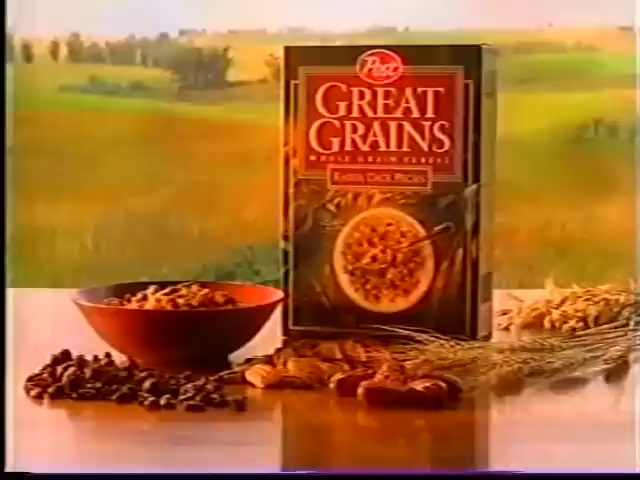 Post
GREAT
GRAINS
WHOLE GRAIN CEREAL
RAISIN, DATE, PECAN